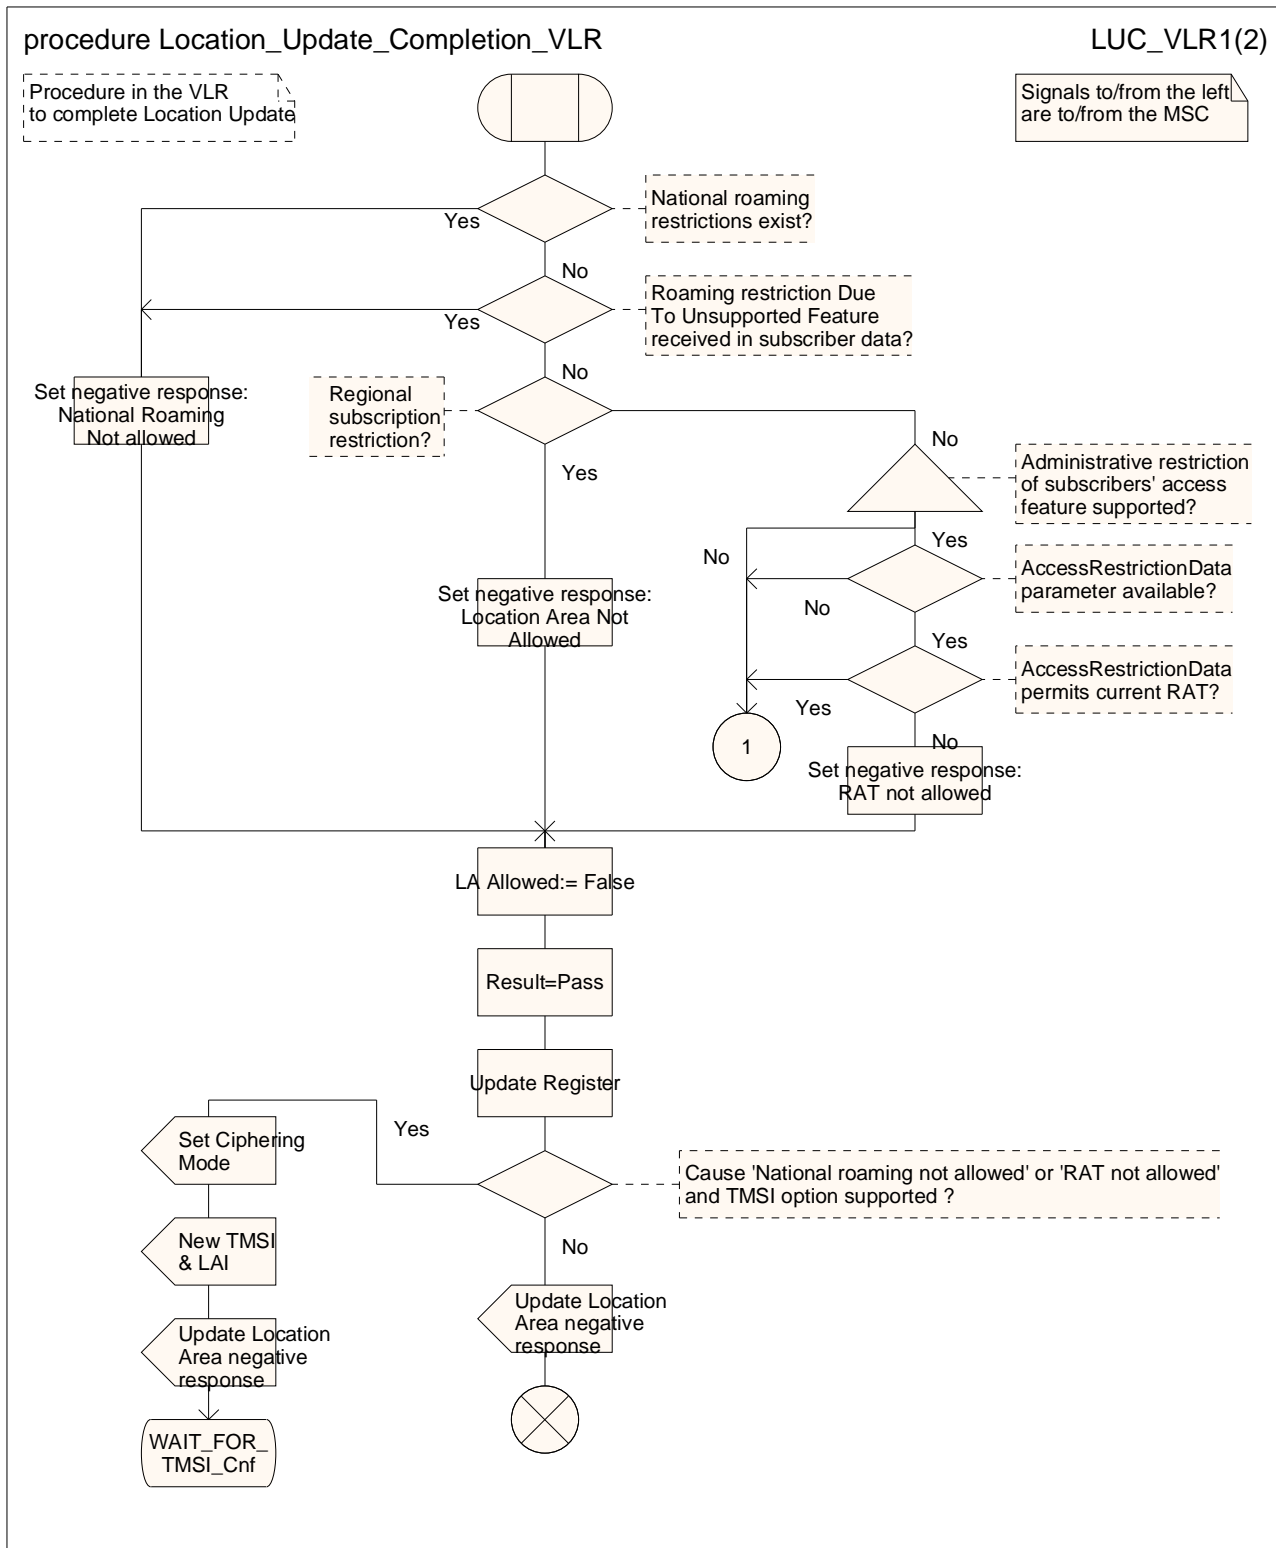 procedure Location_Update_Completion_VLR
LUC_VLR1(2)
Procedure in the VLR
to complete Location Update
Signals to/from the left
are to/from the MSC
National roaming
restrictions exist?
Yes
No
Roaming restriction Due
To Unsupported Feature
received in subscriber data?
Yes
No
Set negative response:
National Roaming
Not allowed
Regional
subscription
restriction?
No
Yes
Administrative restriction
of subscribers' access
feature supported?
Yes
No
AccessRestrictionData
parameter available?
No
Set negative response:
Location Area Not
Allowed
Yes
AccessRestrictionData
permits current RAT?
Yes
No
1
Set negative response:
RAT not allowed
LA Allowed:= False
Result=Pass
Update Register
Yes
Set Ciphering
Mode
Cause 'National roaming not allowed' or 'RAT not allowed'
and TMSI option supported ?
No
New TMSI
& LAI
Update Location
Area negative
response
Update Location
Area negative
response
WAIT_FOR_
TMSI_Cnf